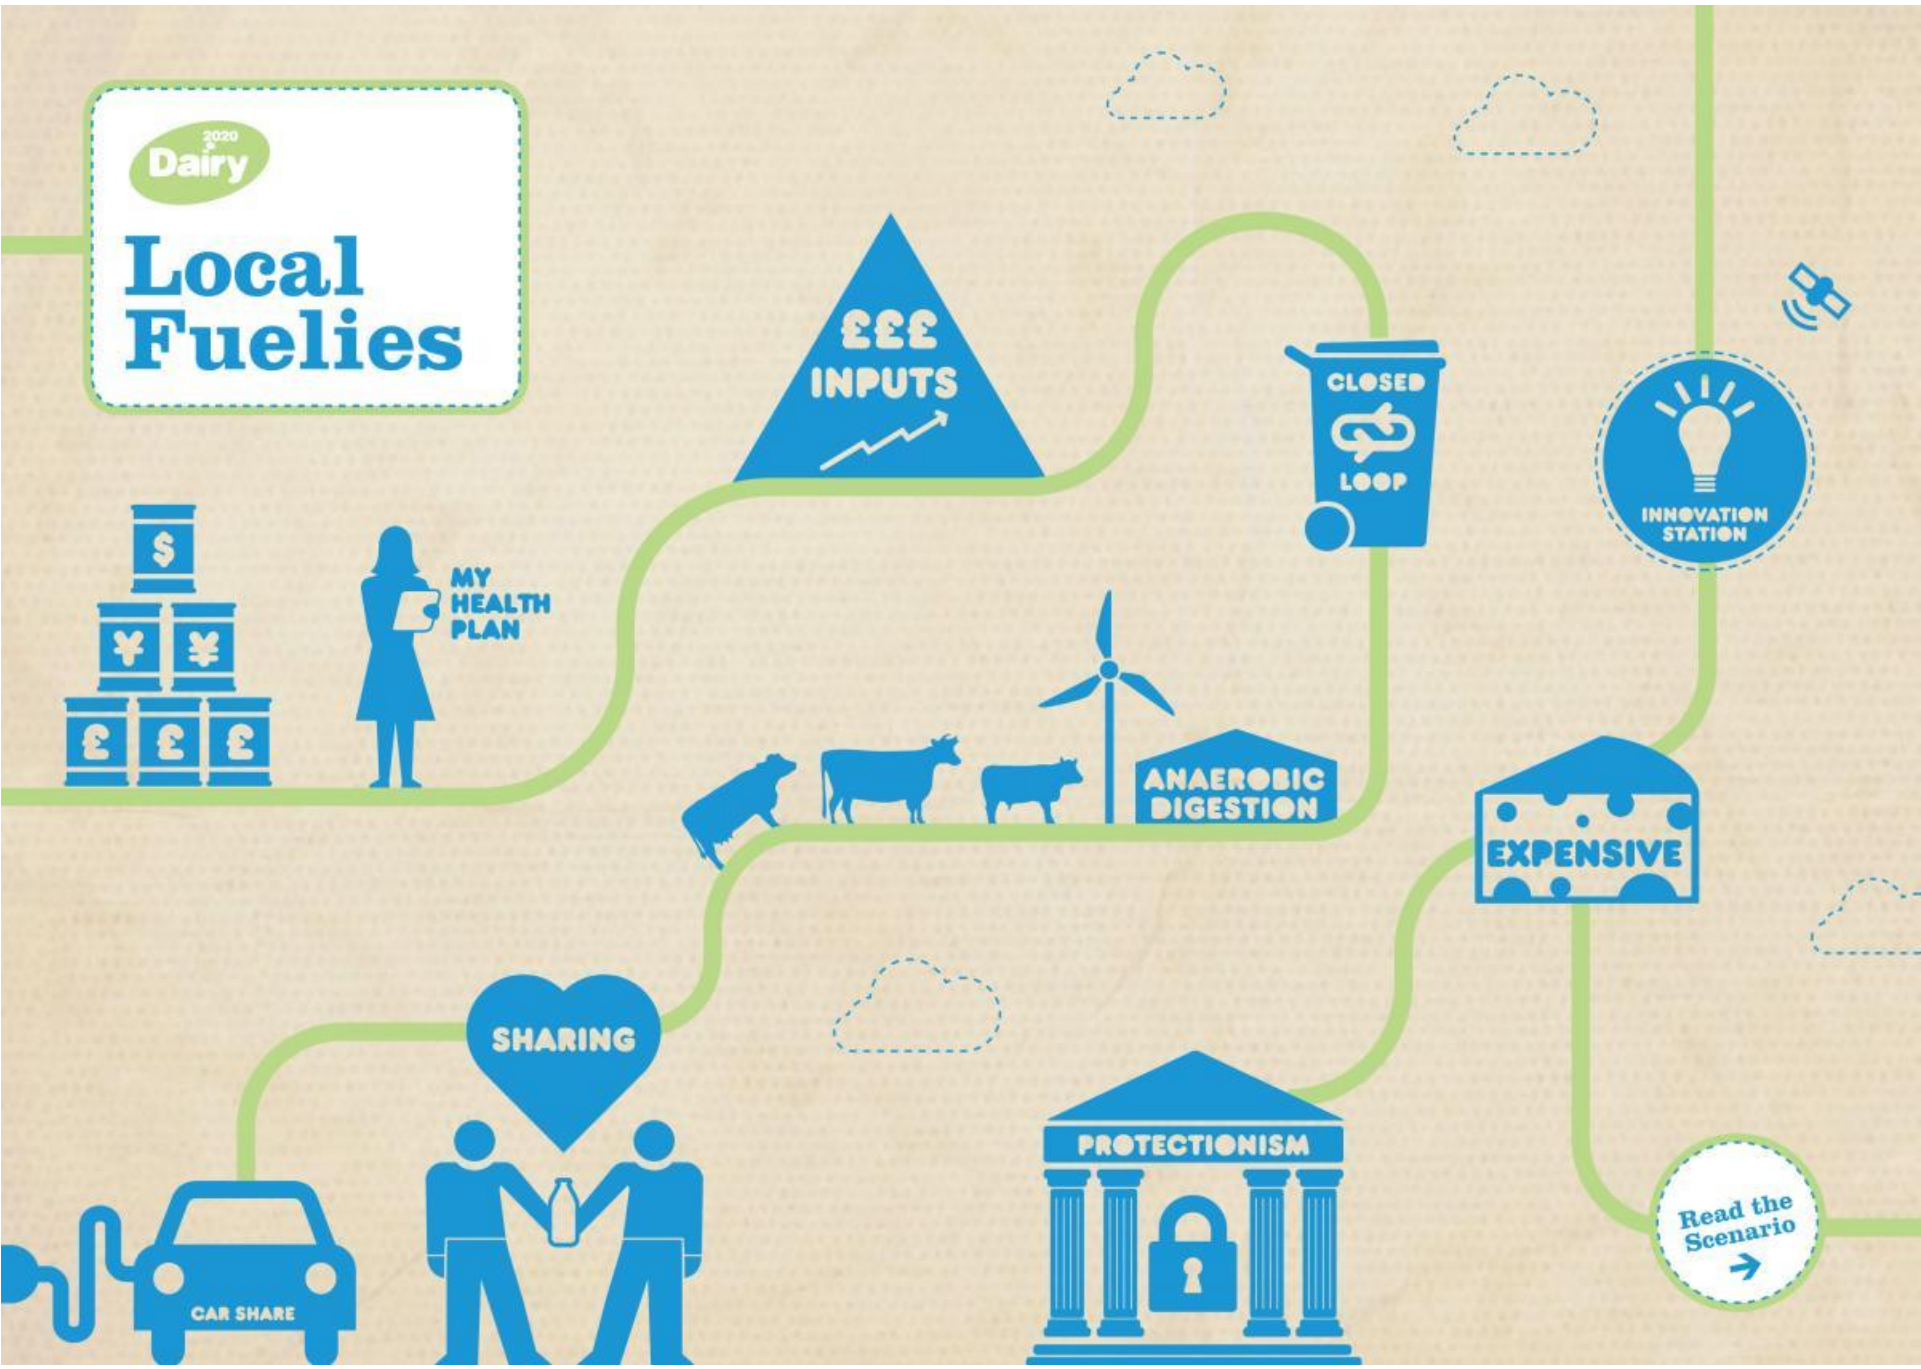 2020
Dairy
Local
Fuelies
£££
INPUTS
CLOSED
LOOP
INNOVATION
STATION
$
¥ ¥
£ £ £
MY
HEALTH
PLAN
ANAEROBIC
DIGESTION
EXPENSIVE
SHARING
PROTECTIONISM
CAR SHARE
Read the
Scenario